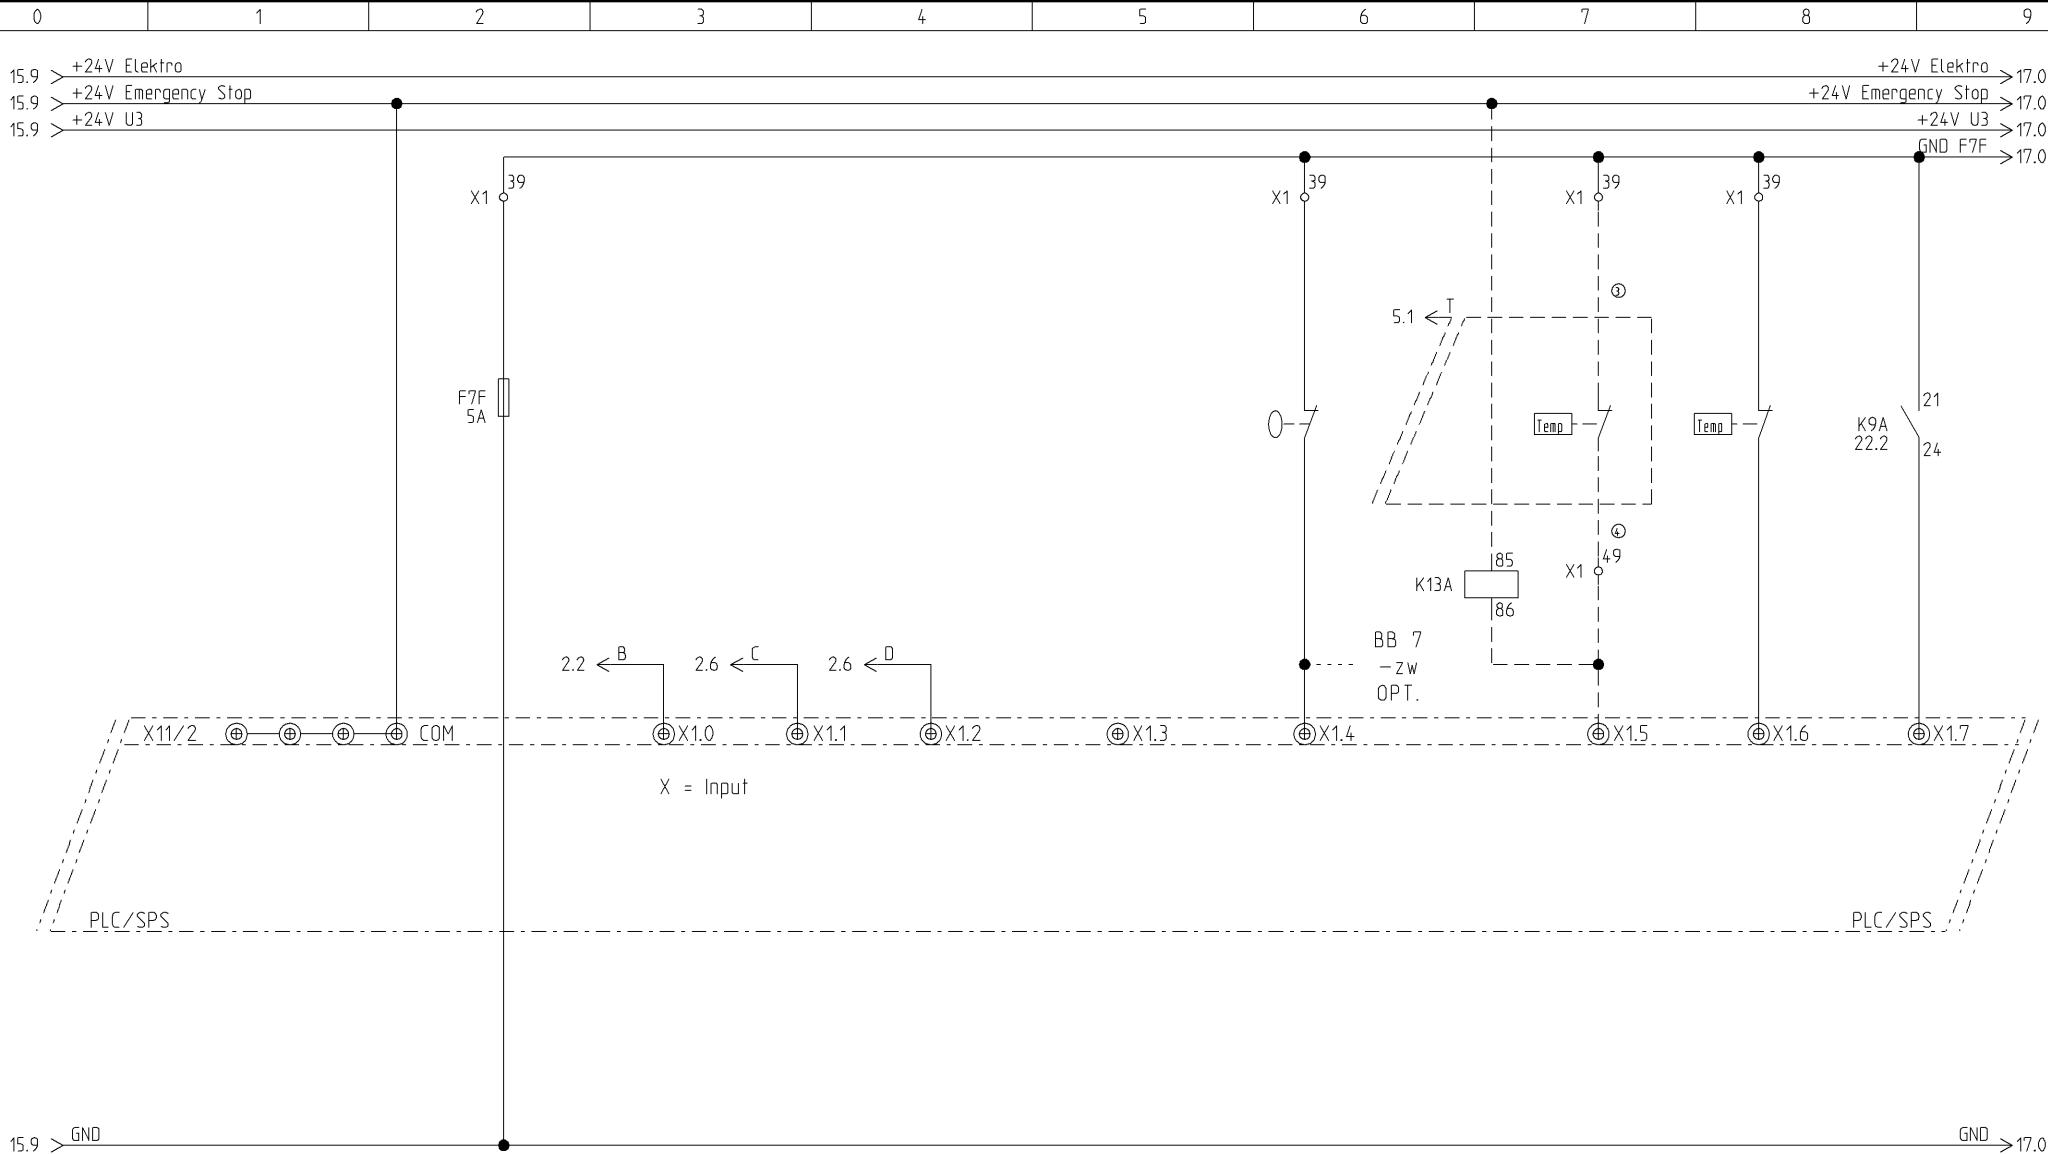 0 1 2 3 4 5 6 7 8 9
+24V Elektro +24V Elektro
15.9 17.0
+24V Emergency Stop +24V Emergency Stop
15.9 17.0
+24V U3 +24V U3
15.9 17.0
GND F7F
17.0
39 39 39 39
X1 X1 X1 X1
3
T
5.1
F7F
5A
21
Temp Temp K9A
22.2
24
4
85 49
X1
K13A
86
BB 7
B C D
2.2 2.6 2.6 -zw
OPT.
X11/2 COM X1.0 X1.1 X1.2 X1.3 X1.4 X1.5 X1.6 X1.7
X = Input
PLC/SPS PLC/SPS
GND GND
15.9 17.0